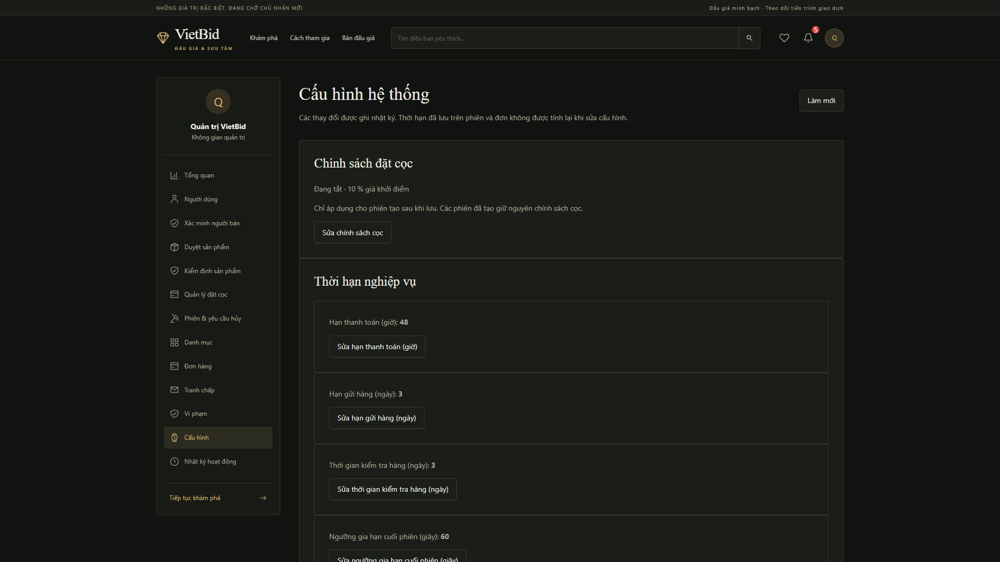 NHỮNG GIÁ TRỊ ĐẶC BIỆT, ĐANG CHỜ CHỦ NHÂN MỚI
Đấu giá minh bạch · Theo dõi tiến trình giao dịch
VietBid
ĐẤU GIÁ & SƯU TẦM
Khám phá
Cách tham gia
Bán đấu giá
Tìm điều bạn yêu thích...
5
Q
Q
Quản trị VietBid
Không gian quản trị
Tổng quan
Người dùng
Xác minh người bán
Duyệt sản phẩm
Kiểm định sản phẩm
Quản lý đặt cọc
Phiên & yêu cầu hủy
Danh mục
Đơn hàng
Tranh chấp
Vi phạm
Cấu hình
Nhật ký hoạt động
Tiếp tục khám phá
Cấu hình hệ thống
Các thay đổi được ghi nhật ký. Thời hạn đã lưu trên phiên và đơn không được tính lại khi sửa cấu hình.
Làm mới
Chính sách đặt cọc
Đang tắt · 10 % giá khởi điểm
Chỉ áp dụng cho phiên tạo sau khi lưu. Các phiên đã tạo giữ nguyên chính sách cọc.
Sửa chính sách cọc
Thời hạn nghiệp vụ
Hạn thanh toán (giờ): 48
Sửa hạn thanh toán (giờ)
Hạn gửi hàng (ngày): 3
Sửa hạn gửi hàng (ngày)
Thời gian kiểm tra hàng (ngày): 3
Sửa thời gian kiểm tra hàng (ngày)
Ngưỡng gia hạn cuối phiên (giây): 60
Sửa ngưỡng gia hạn cuối phiên (giây)